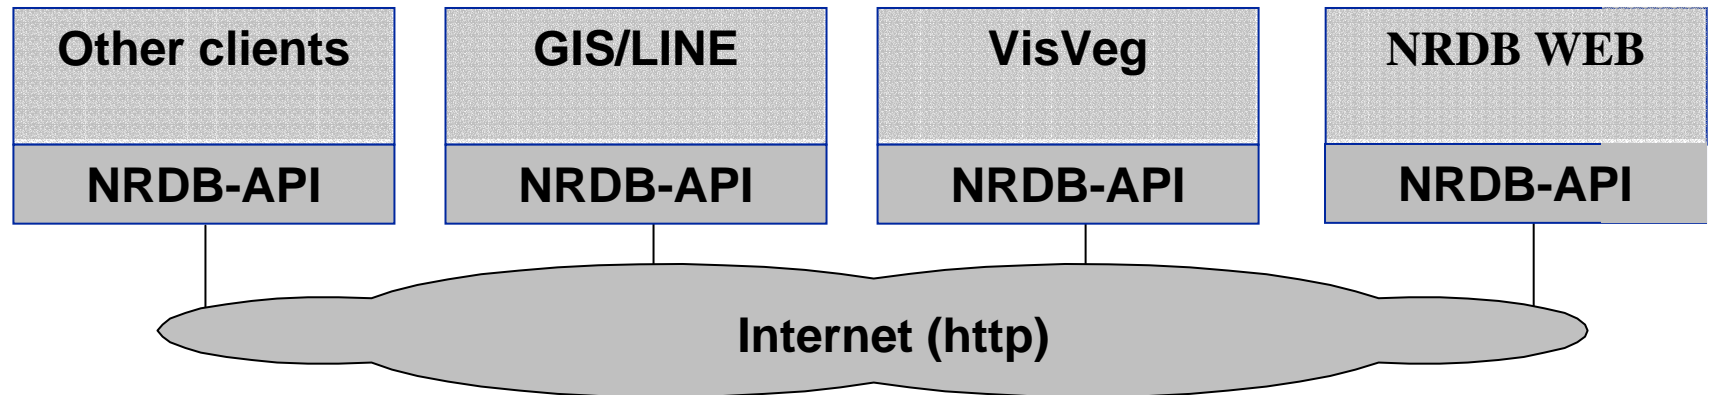 Other clients
GIS/LINE
VisVeg
NRDB WEB
NRDB-API
NRDB-API
NRDB-API
NRDB-API
Internet (http)